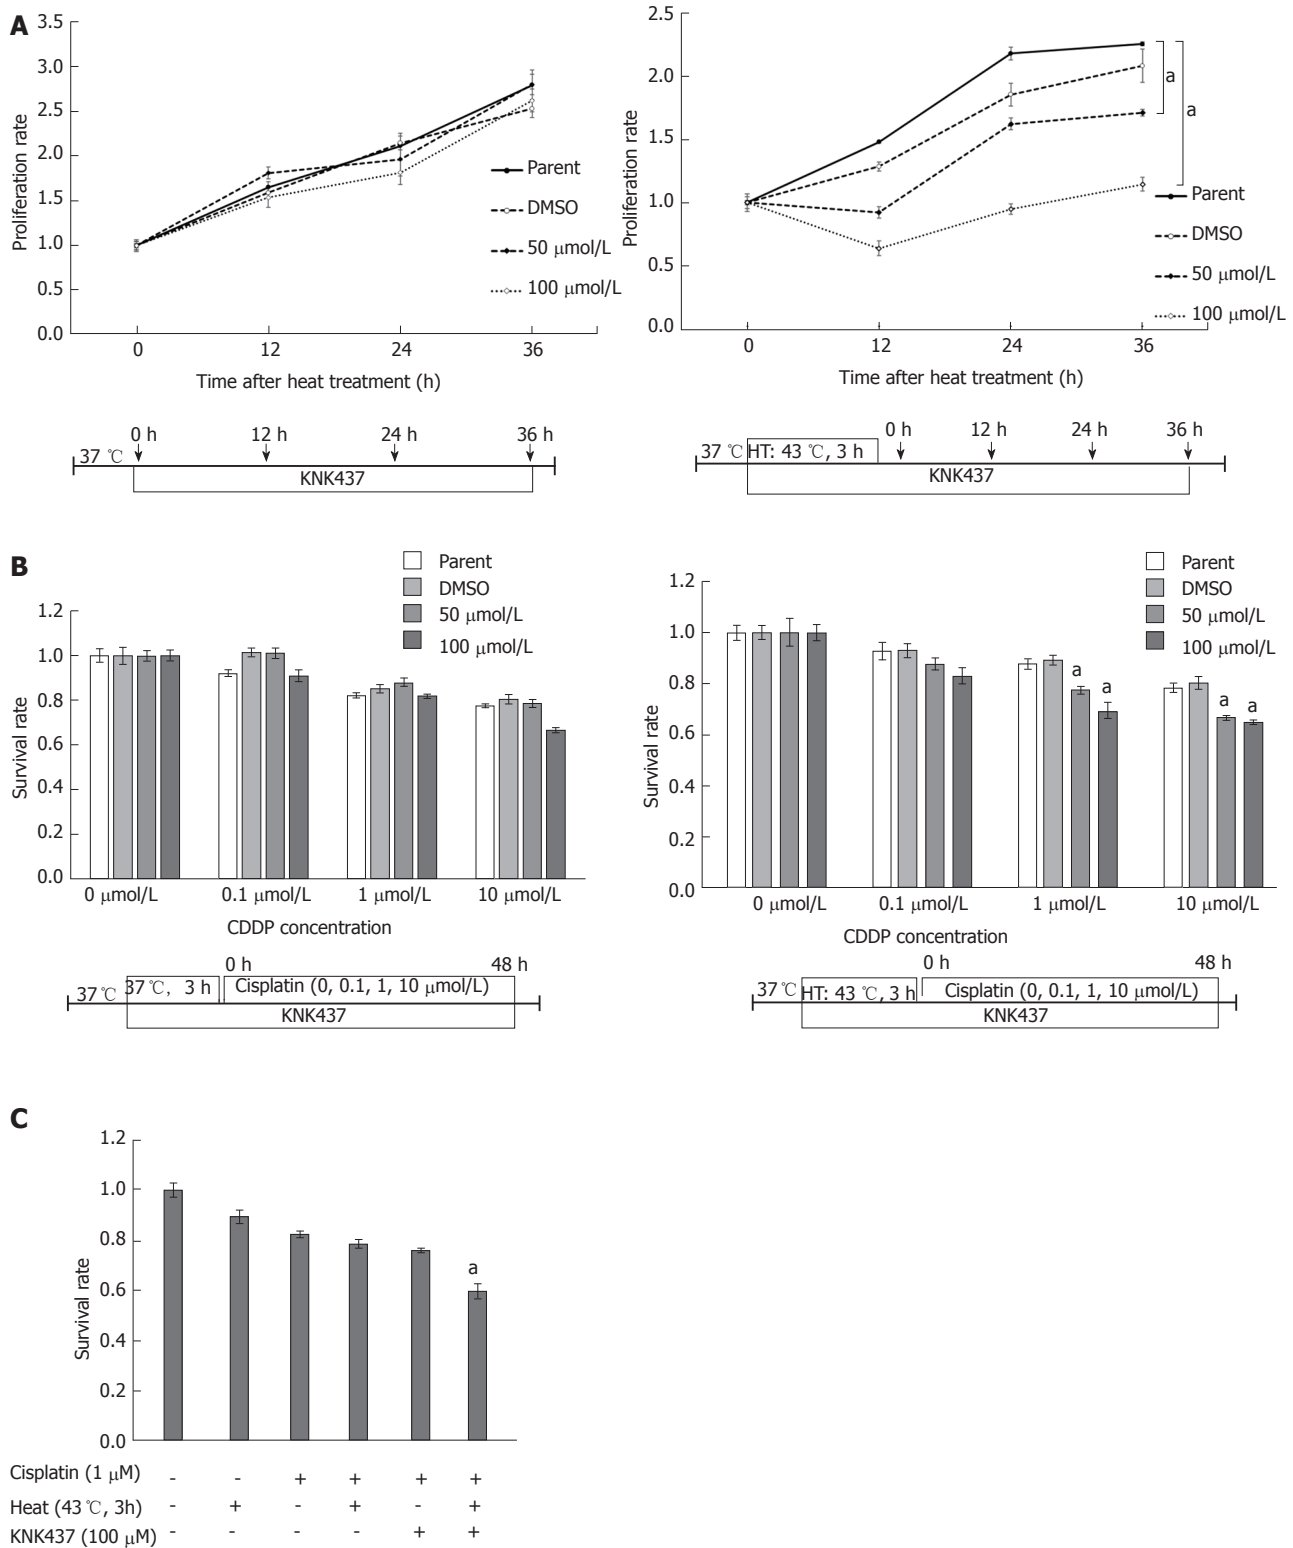 A
3.5
3.0
2.5
2.0
1.5
1.0
0.5
0.0
Proliferation rate
Parent
DMSO
50 μmol/L
100 μmol/L
0 12 24 36
Time after heat treatment (h)
0 h 12 h 24 h 36 h
37 ℃
KNK437
2.5
2.0
1.5
1.0
0.5
0.0
Proliferation rate
a
a
Parent
DMSO
50 μmol/L
100 μmol/L
0 12 24 36
Time after heat treatment (h)
0 h 12 h 24 h 36 h
37 ℃ HT: 43 ℃, 3 h
KNK437
B
Parent
DMSO
50 μmol/L
100 μmol/L
1.2
1.0
0.8
0.6
0.4
0.2
0.0
Survival rate
0 μmol/L 0.1 μmol/L 1 μmol/L 10 μmol/L
CDDP concentration
0 h 48 h
37 ℃ 37 ℃, 3 h Cisplatin (0, 0.1, 1, 10 μmol/L)
KNK437
Parent
DMSO
50 μmol/L
100 μmol/L
1.2
1.0
0.8
0.6
0.4
0.2
0.0
Survival rate
a a
a a
0 μmol/L 0.1 μmol/L 1 μmol/L 10 μmol/L
CDDP concentration
0 h 48 h
37 ℃ HT: 43 ℃, 3 h Cisplatin (0, 0.1, 1, 10 μmol/L)
KNK437
C
1.2
1.0
0.8
0.6
0.4
0.2
0.0
Survival rate
a
Cisplatin (1 μM) - - + + + +
Heat (43 ℃, 3h) - + - + - +
KNK437 (100 μM) - - - - + +